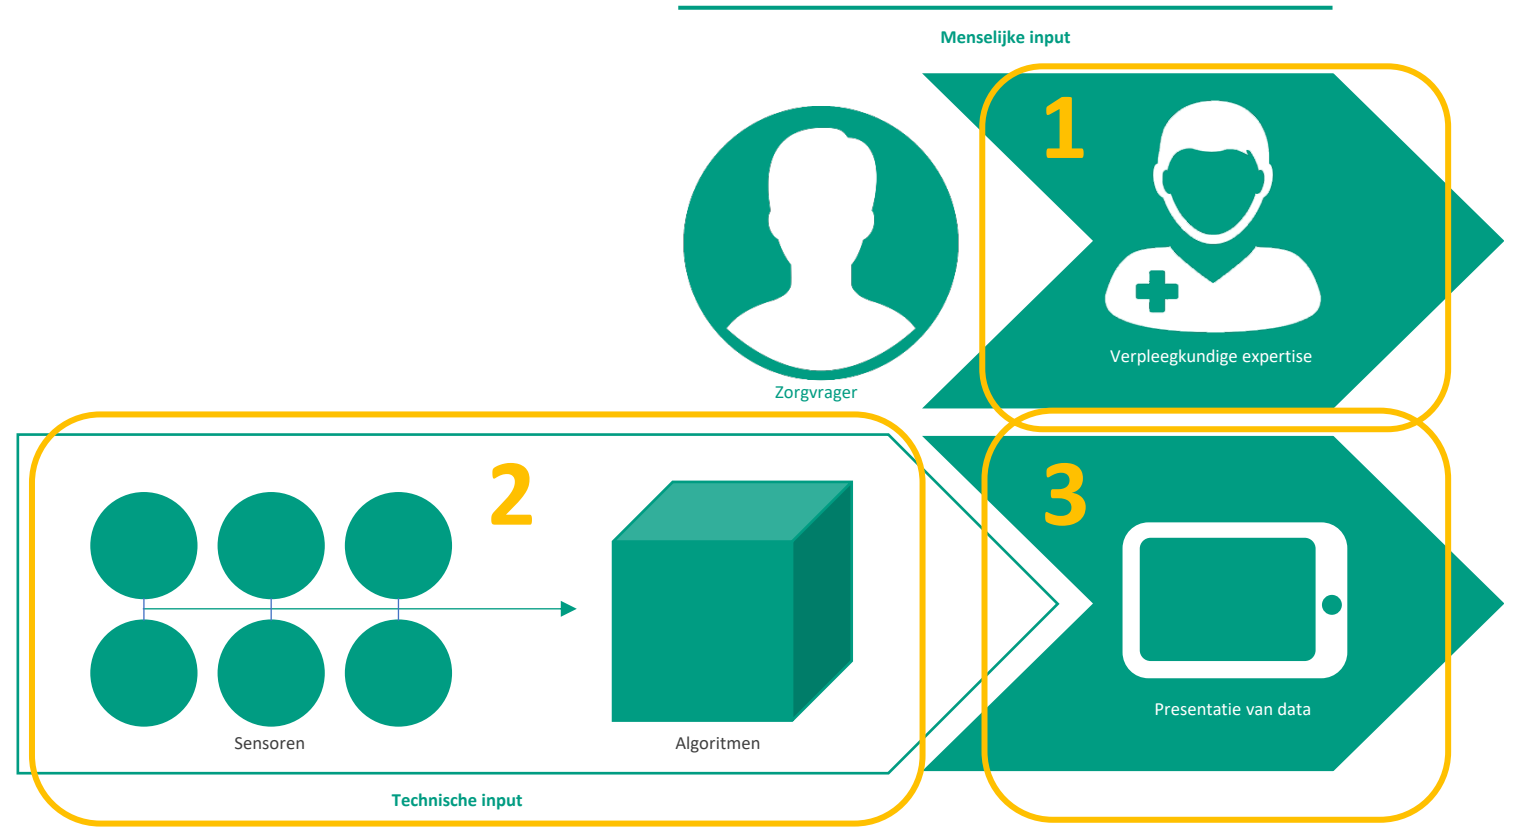 Menselijke input
1
Verpleegkundige expertise
Zorgvrager
2
3
Sensoren
Algoritmen
Presentatie van data
Technische input